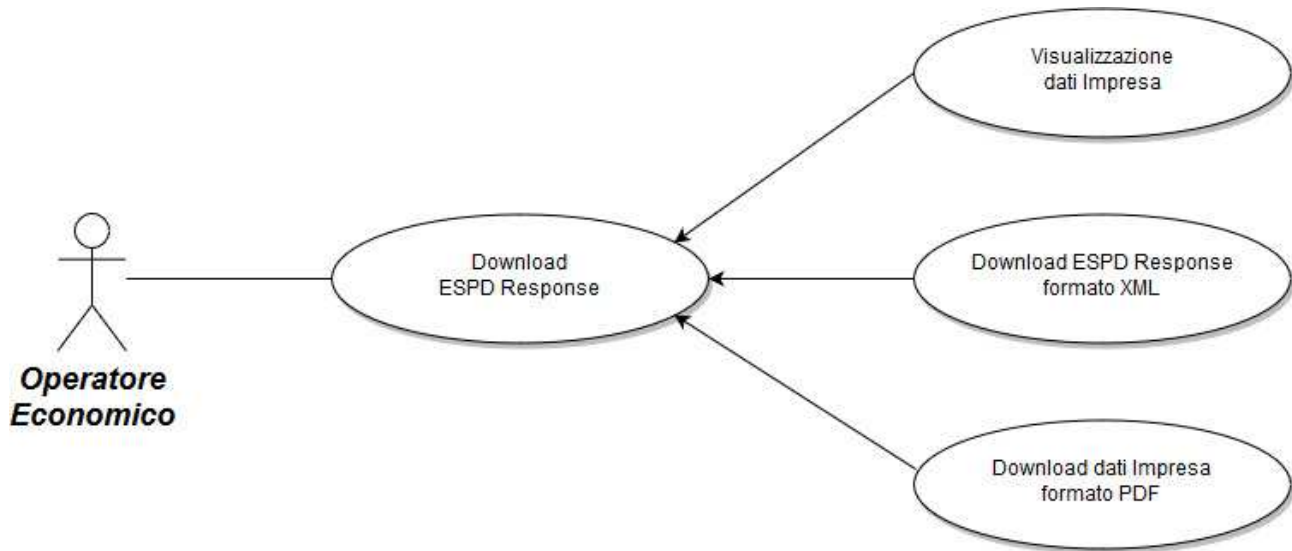 Visualizzazione
dati Impresa
Download
ESPD Response
Download ESPD Response
formato XML
Operatore
Economico
Download dati Impresa
formato PDF